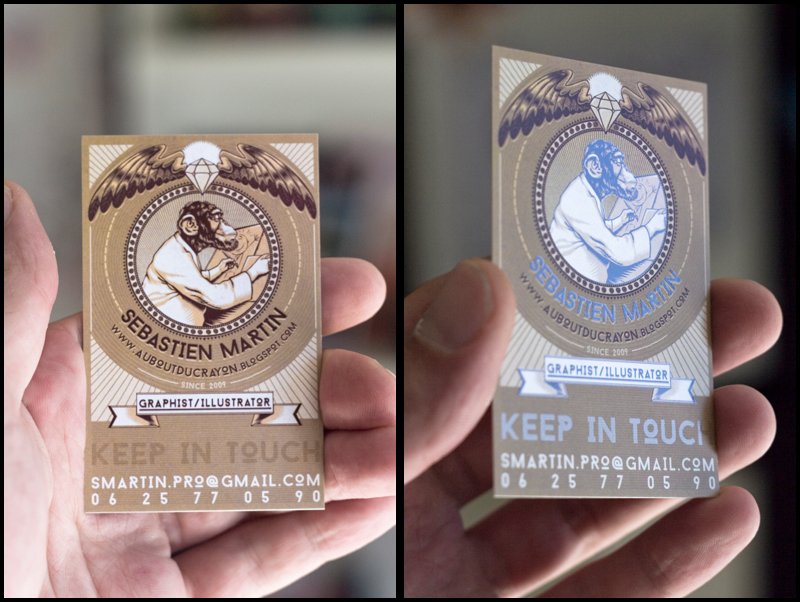 SEBASTIEN MARTIN
WWW.ABOUTDUCRAYON.BLOGSPOT.COM
SINCE 2009
GRAPHIST/ILLUSTRATOR
KEEP IN TOUCH
SMARTIN.PRO@GMAIL.COM
06 25 77 05 90
SEBASTIEN MARTIN
WWW.AUBOUTDUCRAYON.BLOGSPOT.COM
SINCE 2009
GRAPHIST/ILLUSTRATOR
KEEP IN TOUCH
SMARTIN.PRO@GMAIL.COM
06 25 77 05 90